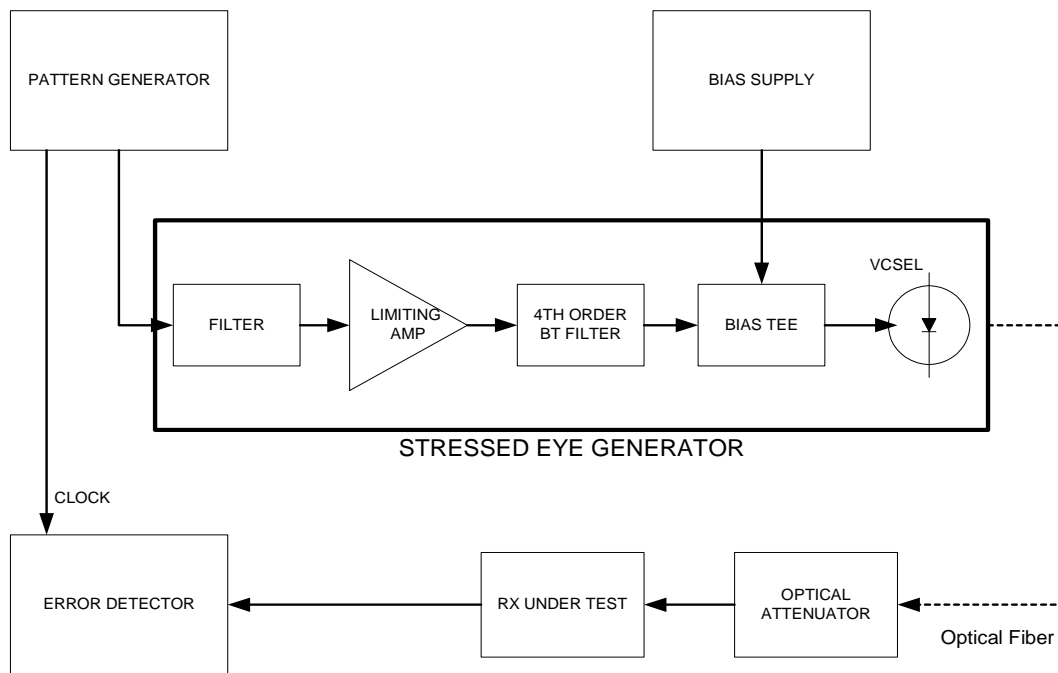 PATTERN GENERATOR
BIAS SUPPLY
VCSEL
FILTER
LIMITING
AMP
4TH ORDER
BT FILTER
BIAS TEE
STRESSED EYE GENERATOR
CLOCK
ERROR DETECTOR
RX UNDER TEST
OPTICAL
ATTENUATOR
Optical Fiber